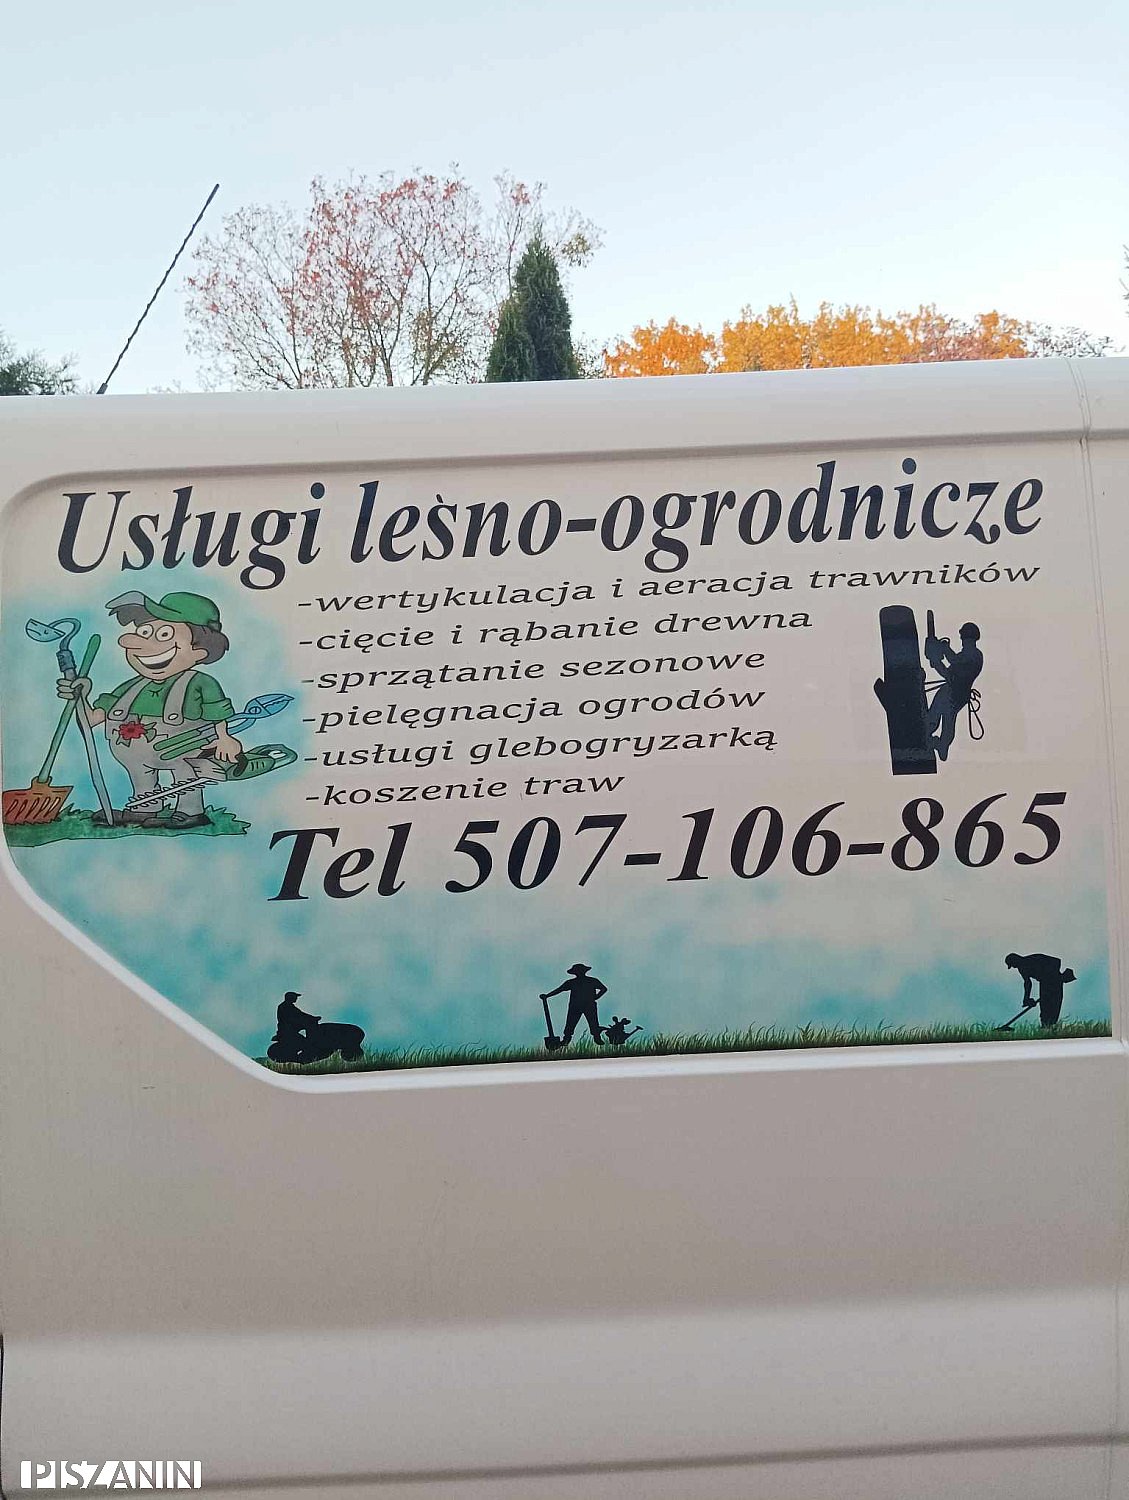 Usługi leśno-ogrodnicze
-wertykulacja i aeracja trawników
-cięcie i rąbanie drewna
-sprzątanie sezonowe
-pielęgnacja ogrodów
-usługi glebogryzarką
-koszenie traw
Tel 507-106-865
PISZANIN